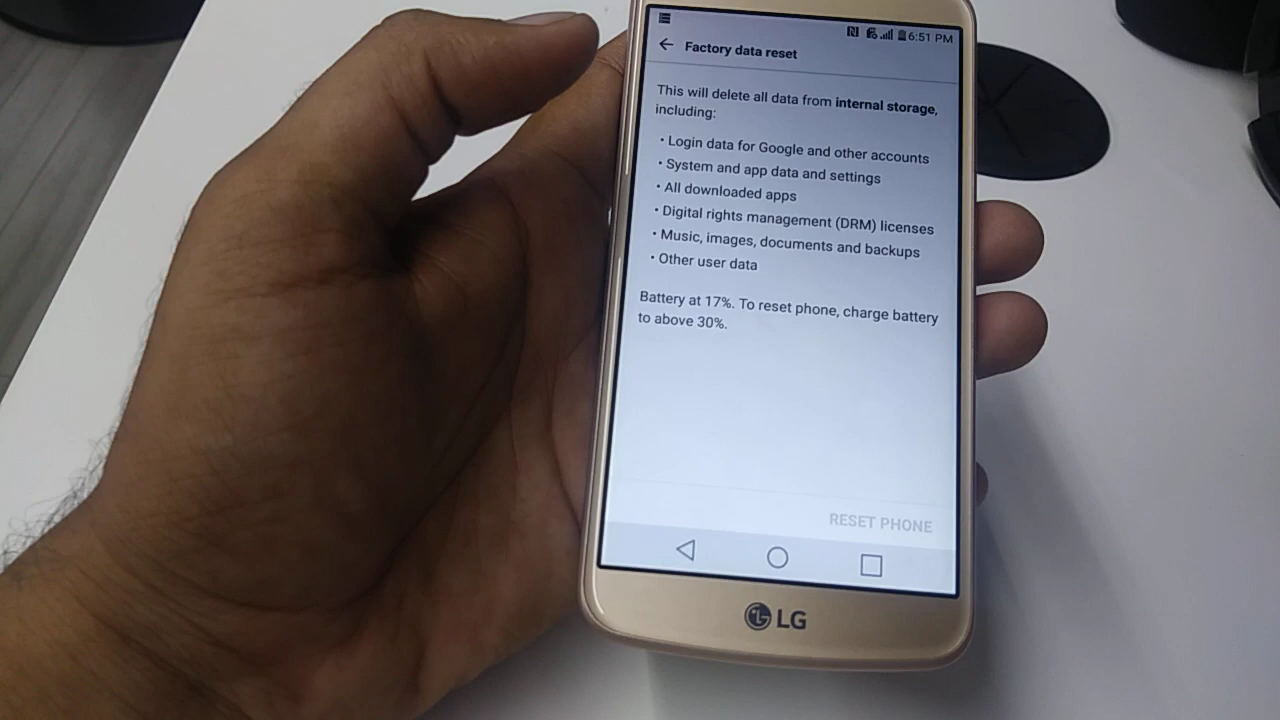 6:51 PM
Factory data reset
This will delete all data from internal storage,
including:
• Login data for Google and other accounts
• System and app data and settings
• All downloaded apps
• Digital rights management (DRM) licenses
• Music, images, documents and backups
• Other user data
Battery at 17%. To reset phone, charge battery
to above 30%.
RESET PHONE
LG